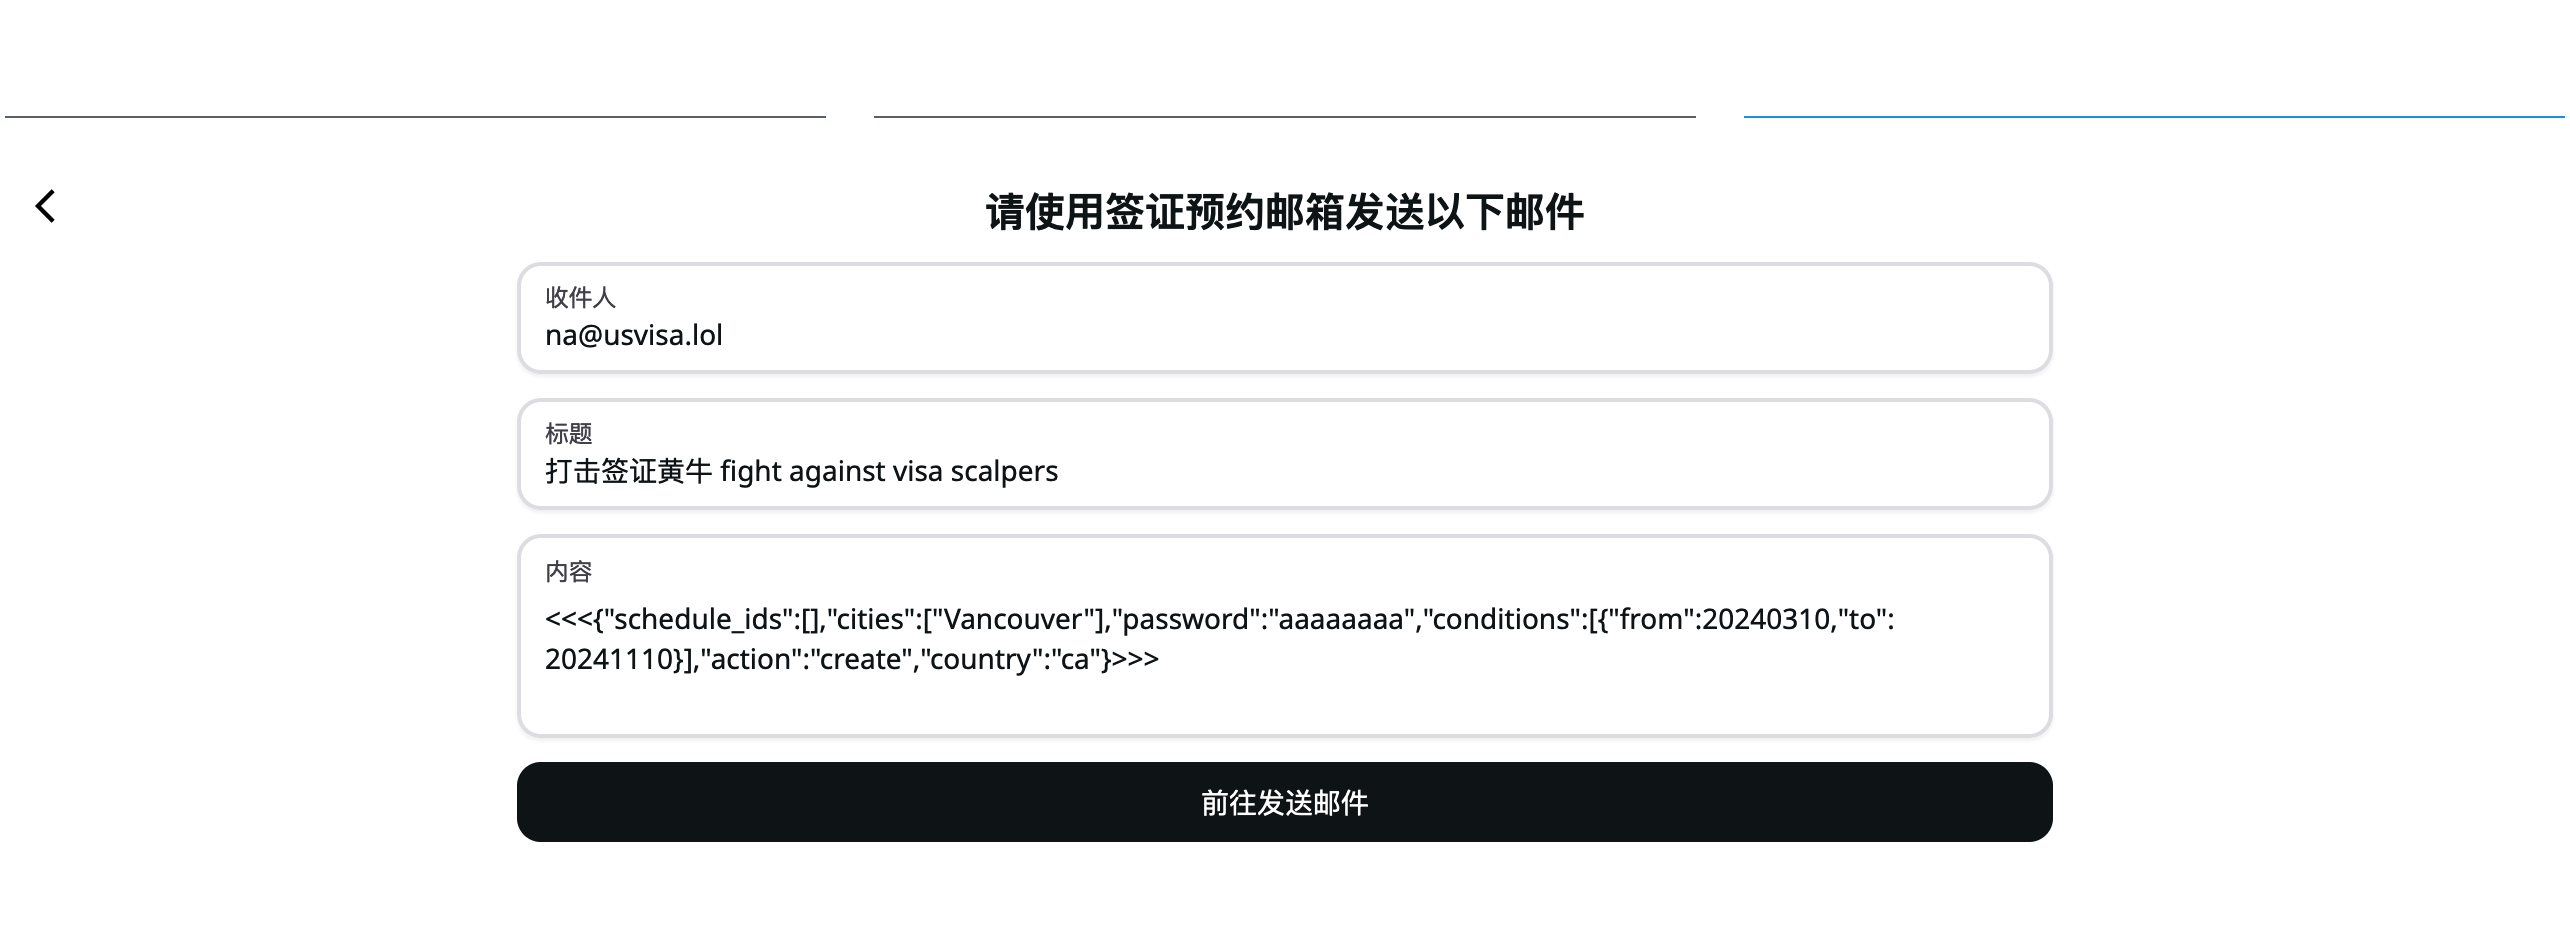 请使用签证预约邮箱发送以下邮件
收件人
na@usvisa.lol
标题
打击签证黄牛 fight against visa scalpers
内容
<<<{"schedule_ids":[],"cities":["Vancouver"],"password":"aaaaaaaa","conditions":[{"from":20240310,"to":
20241110}],"action":"create","country":"ca"}>>>
前往发送邮件